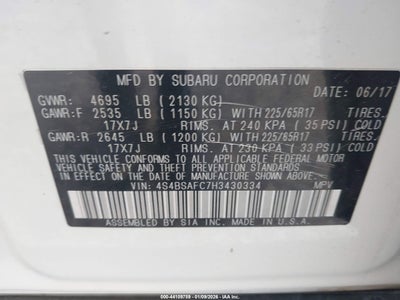 MFD BY SUBARU CORPORATION
DATE: 06/17
GVWR: 4695 LB (2130 KG)
GAWR:F 2535 LB (1150 KG) WITH 225/65R17 TIRES.
17X7J RIMS. AT 240 KPA (35 PSI) COLD
GAWR:R 2645 LB (1200 KG) WITH 225/65R17 TIRES.
17X7J RIMS. AT 230 KPA (33 PSI) COLD
THIS VEHICLE CONFORMS TO ALL APPLICABLE FEDERAL MOTOR
VEHICLE SAFETY AND THEFT PREVENTION STANDARDS IN EFFECT
ON THE DATE OF MANUFACTURE SHOWN ABOVE.
VIN: 4S4BSAFC7H3430334 MPV
ASSEMBLED BY SIA INC. IN U.S.A.
000-44108759 - 01/09/2026 - IAAI.COM